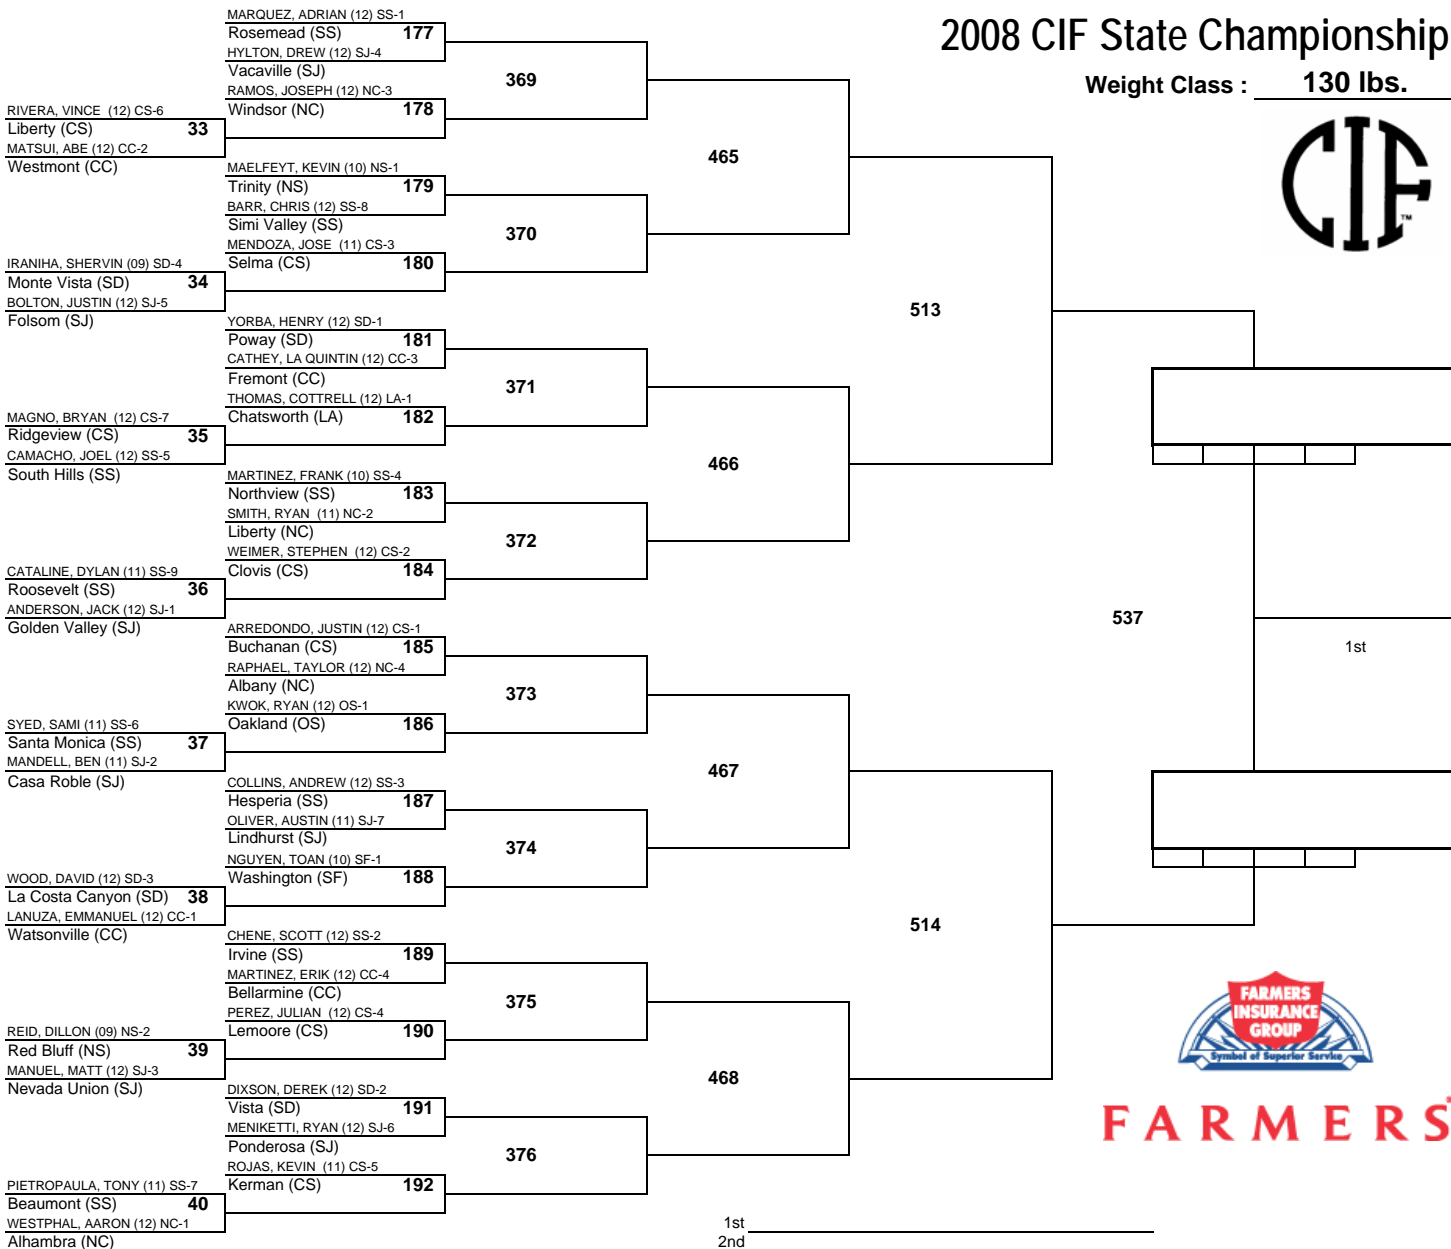 2008 CIF State Championship
Weight Class : 130 lbs.
CIF
TM
RIVERA, VINCE (12) CS-6
Liberty (CS) 33
MATSUI, ABE (12) CC-2
Westmont (CC)
IRANIHA, SHERVIN (09) SD-4
Monte Vista (SD) 34
BOLTON, JUSTIN (12) SJ-5
Folsom (SJ)
MAGNO, BRYAN (12) CS-7
Ridgeview (CS) 35
CAMACHO, JOEL (12) SS-5
South Hills (SS)
CATALINE, DYLAN (11) SS-9
Roosevelt (SS) 36
ANDERSON, JACK (12) SJ-1
Golden Valley (SJ)
SYED, SAMI (11) SS-6
Santa Monica (SS) 37
MANDELL, BEN (11) SJ-2
Casa Roble (SJ)
WOOD, DAVID (12) SD-3
La Costa Canyon (SD) 38
LANUZA, EMMANUEL (12) CC-1
Watsonville (CC)
REID, DILLON (09) NS-2
Red Bluff (NS) 39
MANUEL, MATT (12) SJ-3
Nevada Union (SJ)
PIETROPAULA, TONY (11) SS-7
Beaumont (SS) 40
WESTPHAL, AARON (12) NC-1
Alhambra (NC)
MARQUEZ, ADRIAN (12) SS-1
Rosemead (SS) 177
HYLTON, DREW (12) SJ-4
Vacaville (SJ)
RAMOS, JOSEPH (12) NC-3
Windsor (NC) 178
MAELFEYT, KEVIN (10) NS-1
Trinity (NS) 179
BARR, CHRIS (12) SS-8
Simi Valley (SS)
MENDOZA, JOSE (11) CS-3
Selma (CS) 180
YORBA, HENRY (12) SD-1
Poway (SD) 181
CATHEY, LA QUINTIN (12) CC-3
Fremont (CC)
THOMAS, COTTRELL (12) LA-1
Chatsworth (LA) 182
MARTINEZ, FRANK (10) SS-4
Northview (SS) 183
SMITH, RYAN (11) NC-2
Liberty (NC)
WEIMER, STEPHEN (12) CS-2
Clovis (CS) 184
ARREDONDO, JUSTIN (12) CS-1
Buchanan (CS) 185
RAPHAEL, TAYLOR (12) NC-4
Albany (NC)
KWOK, RYAN (12) OS-1
Oakland (OS) 186
COLLINS, ANDREW (12) SS-3
Hesperia (SS) 187
OLIVER, AUSTIN (11) SJ-7
Lindhurst (SJ)
NGUYEN, TOAN (10) SF-1
Washington (SF) 188
CHENE, SCOTT (12) SS-2
Irvine (SS) 189
MARTINEZ, ERIK (12) CC-4
Bellarmine (CC)
PEREZ, JULIAN (12) CS-4
Lemoore (CS) 190
DIXSON, DEREK (12) SD-2
Vista (SD) 191
MENIKETTI, RYAN (12) SJ-6
Ponderosa (SJ)
ROJAS, KEVIN (11) CS-5
Kerman (CS) 192
369
370
371
372
373
374
375
376
465
466
467
468
513
514
537
1st
FARMERS
INSURANCE
GROUP
Symbol of Superior Service
FARMERS
1st
2nd